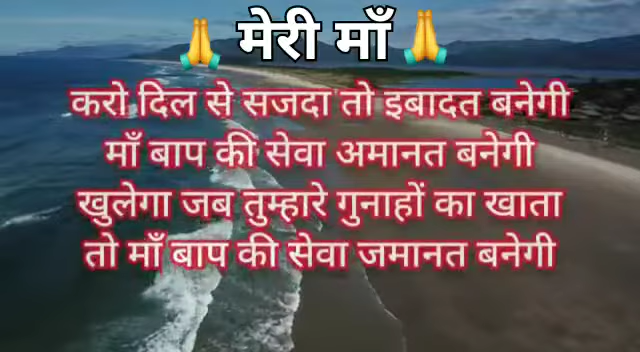 🙏 मेरी माँ 🙏
करो दिल से सजदा तो इबादत बनेगी
माँ बाप की सेवा अमानत बनेगी
खुलेगा जब तुम्हारे गुनाहों का खाता
तो माँ बाप की सेवा जमानत बनेगी